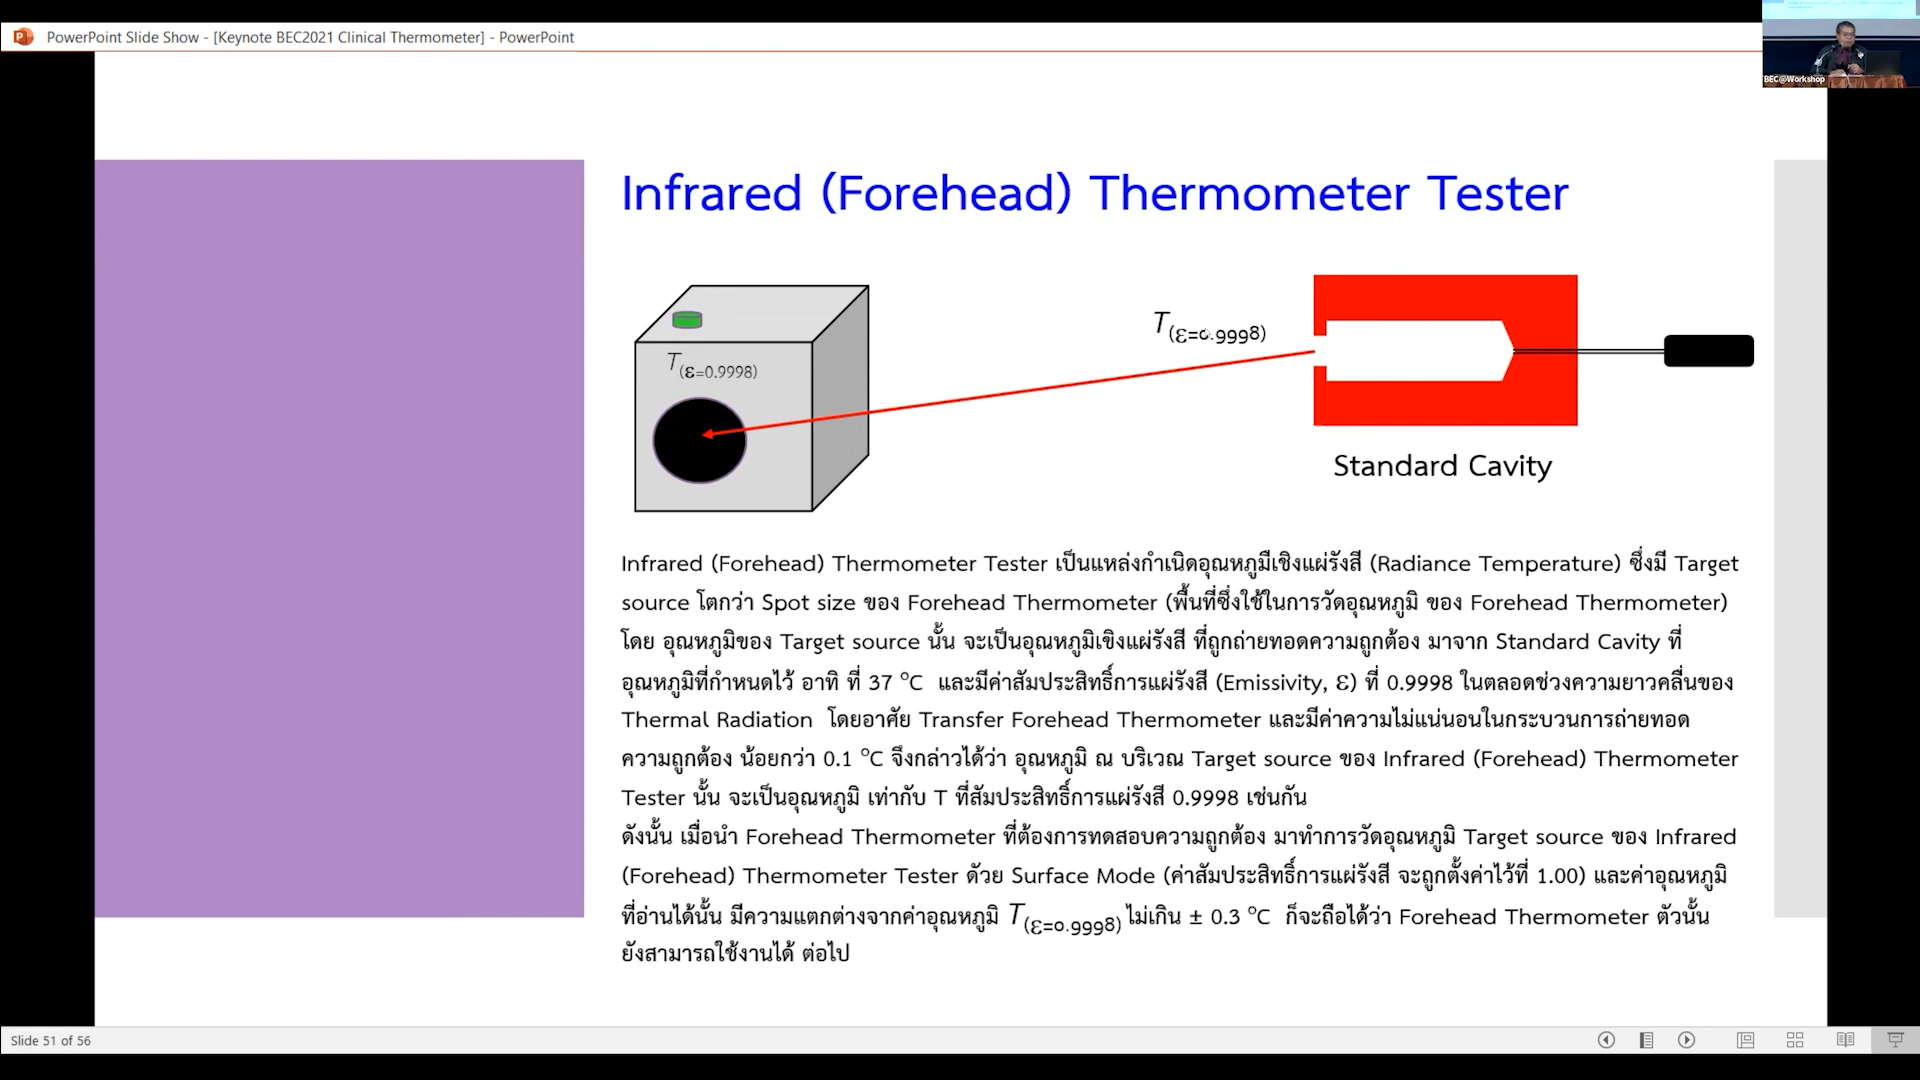 PowerPoint Slide Show - [Keynote BEC2021 Clinical Thermometer] - PowerPoint
BEC@Workshop
Infrared (Forehead) Thermometer Tester
T(ε=0.9998)
T(ε=0.9998)
Standard Cavity
Infrared (Forehead) Thermometer Tester เป็นแหล่งกำเนิดอุณหภูมีเชิงแผ่รังสี (Radiance Temperature) ซึ่งมี Target
source โตกว่า Spot size ของ Forehead Thermometer (พื้นที่ซึ่งใช้ในการวัดอุณหภูมิ ของ Forehead Thermometer)
โดย อุณหภูมิของ Target source นั้น จะเป็นอุณหภูมิเขิงแผ่รังสี ที่ถูกถ่ายทอดความถูกต้อง มาจาก Standard Cavity ที่
อุณหภูมิที่กำหนดไว้ อาทิ ที่ 37 °C และมีค่าสัมประสิทธิ์การแผ่รังสี (Emissivity, ε) ที่ 0.9998 ในตลอดช่วงความยาวคลื่นของ
Thermal Radiation โดยอาศัย Transfer Forehead Thermometer และมีค่าความไม่แน่นอนในกระบวนการถ่ายทอด
ความถูกต้อง น้อยกว่า 0.1 °C จึงกล่าวได้ว่า อุณหภูมิ ณ บริเวณ Target source ของ Infrared (Forehead) Thermometer
Tester นั้น จะเป็นอุณหภูมิ เท่ากับ T ที่สัมประสิทธิ์การแผ่รังสี 0.9998 เช่นกัน
ดังนั้น เมื่อนำ Forehead Thermometer ที่ต้องการทดสอบความถูกต้อง มาทำการวัดอุณหภูมิ Target source ของ Infrared
(Forehead) Thermometer Tester ด้วย Surface Mode (ค่าสัมประสิทธิ์การแผ่รังสี จะถูกตั้งค่าไว้ที่ 1.00) และค่าอุณหภูมิ
ที่อ่านได้นั้น มีความแตกต่างจากค่าอุณหภูมิ T(ε=0.9998) ไม่เกิน ± 0.3 °C ก็จะถือได้ว่า Forehead Thermometer ตัวนั้น
ยังสามารถใช้งานได้ ต่อไป
Slide 51 of 56